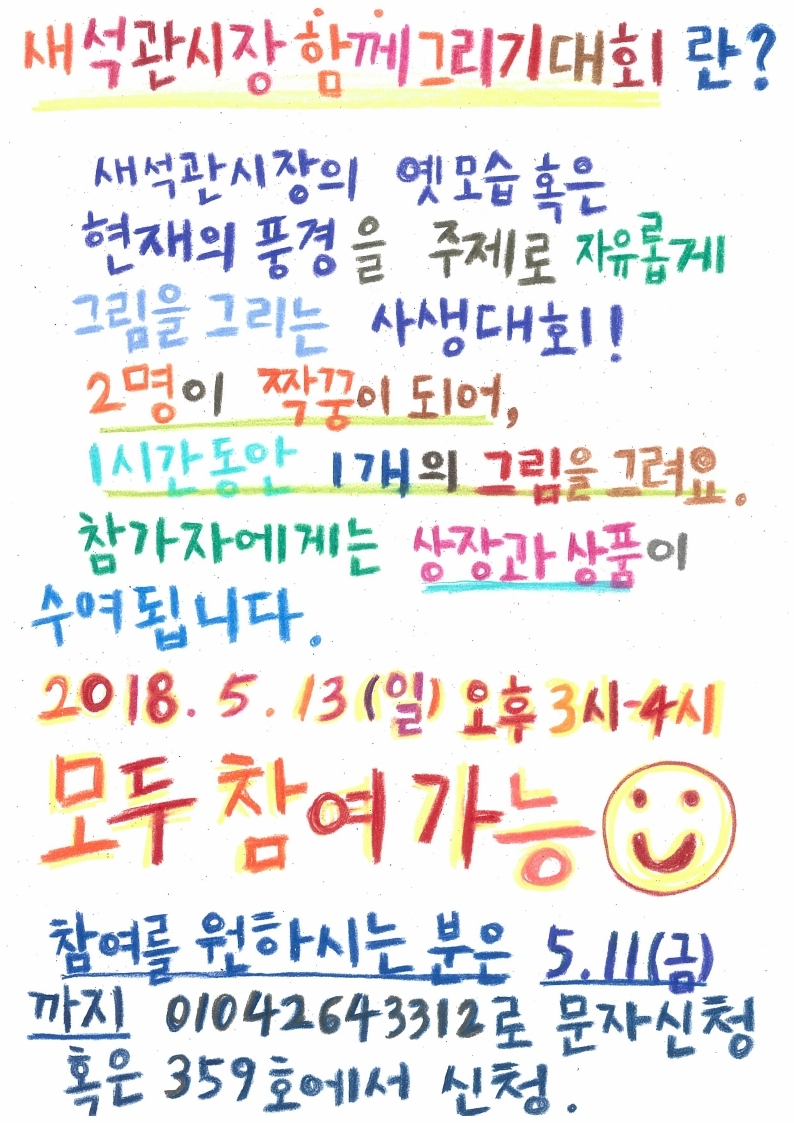 새석관시장 함께그리기대회 란?
새석관시장의 옛모습 혹은
현재의 풍경을 주제로 자유롭게
그림을 그리는 사생대회!
2명이 짝꿍이 되어,
1시간동안 1개의 그림을 그려요.
참가자에게는 상장과 상품이
수여됩니다.
2018. 5. 13 (일) 오후 3시-4시
모두 참여 가능
참여를 원하시는 분은 5.11(금)
까지 01042643312로 문자신청
혹은 359호에서 신청.